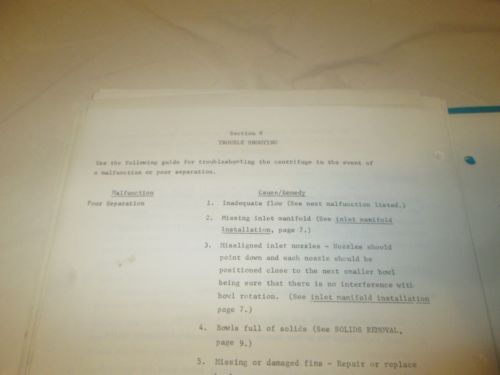 Section 9
TROUBLE SHOOTING
Use the following guide for troubleshooting the centrifuge in the event of
a malfunction or poor separation.
Malfunction Cause/Remedy
Poor Separation 1. Inadequate flow (See next malfunction listed.)
2. Missing inlet manifold (See inlet manifold
installation, page 7.)
3. Misaligned inlet nozzles - Nozzles should
point down and each nozzle should be
positioned close to the next smaller bowl
being sure that there is no interference with
bowl rotation. (See inlet manifold installation
page 7.)
4. Bowls full of solids (See SOLIDS REMOVAL,
page 9.)
5. Missing or damaged fins - Repair or replace